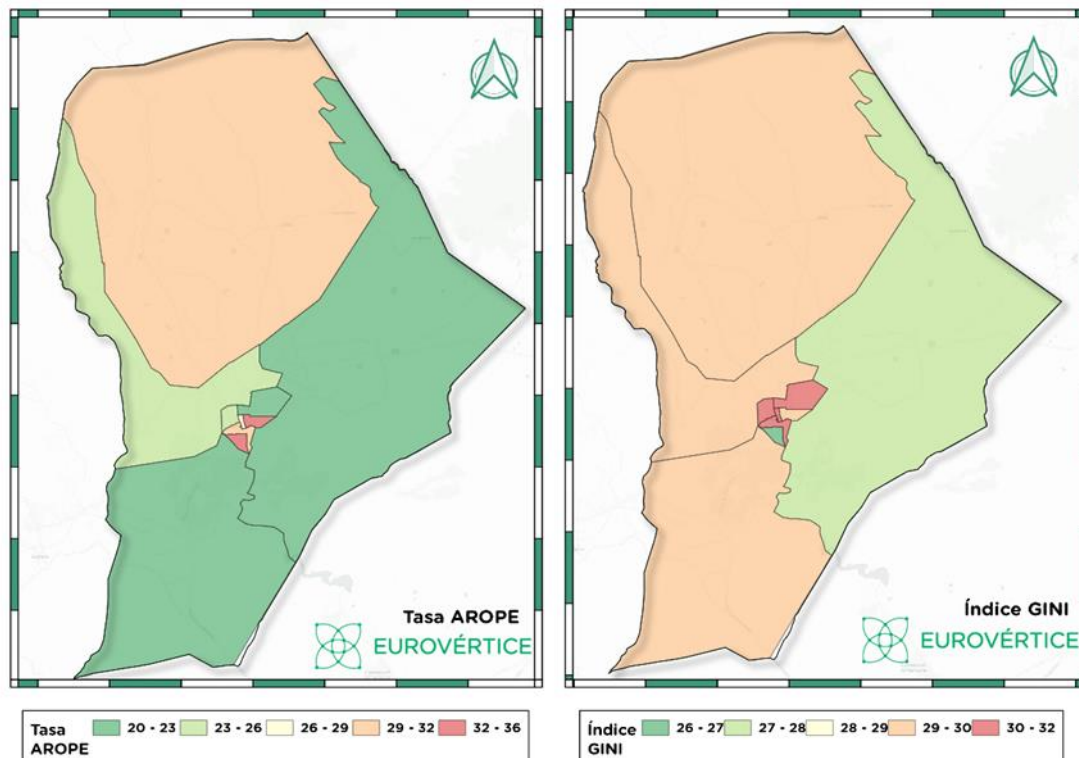 Tasa AROPE
EUROVÉRTICE
Índice GINI
EUROVÉRTICE
Tasa AROPE
20 - 23
23 - 26
26 - 29
29 - 32
32 - 36
Índice GINI
26 - 27
27 - 28
28 - 29
29 - 30
30 - 32